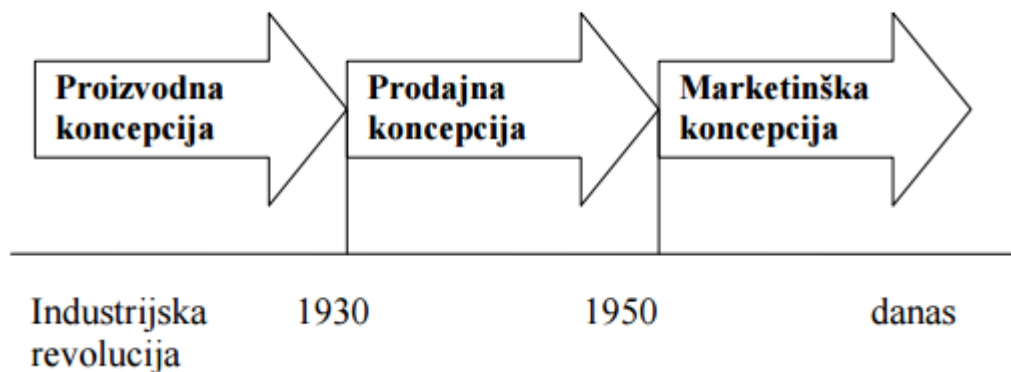 Proizvodna
koncepcija
Prodajna
koncepcija
Marketinška
koncepcija
Industrijska
revolucija
1930
1950
danas